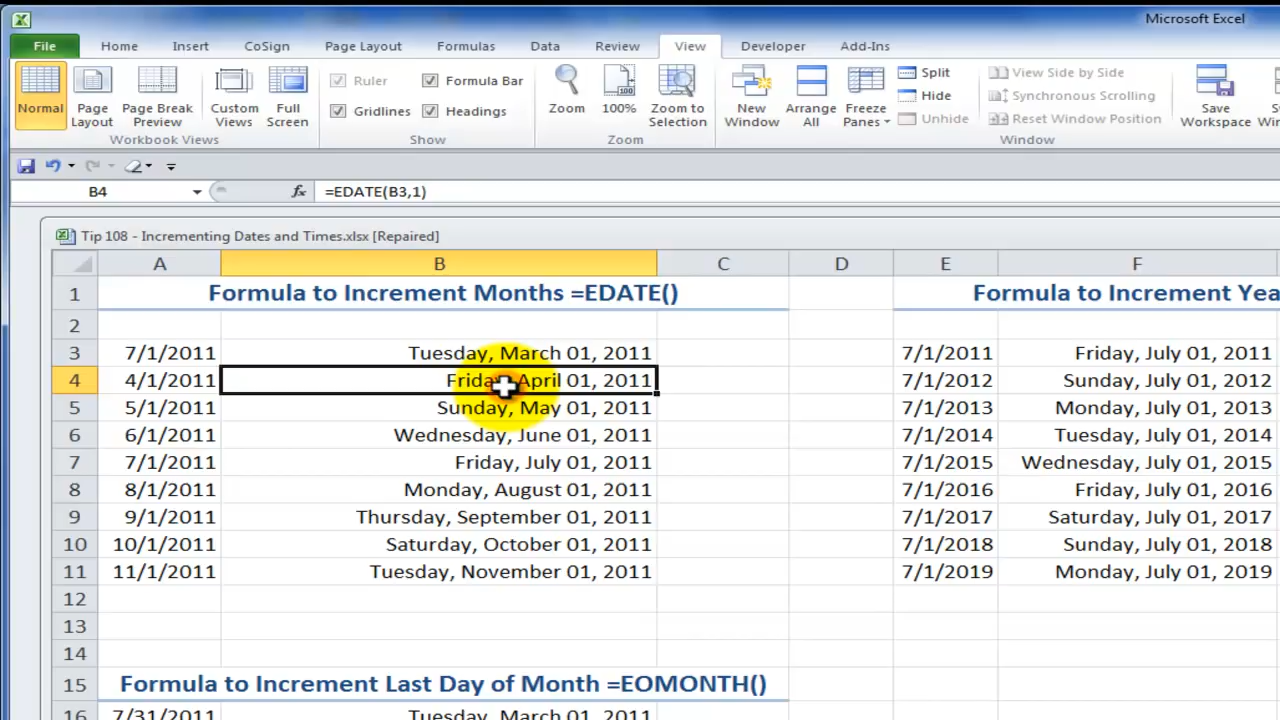 Microsoft Excel
File Home Insert CoSign Page Layout Formulas Data Review View Developer Add-Ins
Normal
Page Layout
Page Break Preview
Custom Views
Full Screen
Workbook Views
Ruler
Formula Bar
Gridlines
Headings
Show
Zoom
100%
Zoom to Selection
Zoom
New Window
Arrange All
Freeze Panes
Split
Hide
Unhide
View Side by Side
Synchronous Scrolling
Reset Window Position
Save Workspace
Window
B4 fx =EDATE(B3,1)
Tip 108 - Incrementing Dates and Times.xlsx [Repaired]
A B C D E F
1 Formula to Increment Months =EDATE() Formula to Increment Yea
2
3 7/1/2011 Tuesday, March 01, 2011 7/1/2011 Friday, July 01, 2011
4 4/1/2011 Friday, April 01, 2011 7/1/2012 Sunday, July 01, 2012
5 5/1/2011 Sunday, May 01, 2011 7/1/2013 Monday, July 01, 2013
6 6/1/2011 Wednesday, June 01, 2011 7/1/2014 Tuesday, July 01, 2014
7 7/1/2011 Friday, July 01, 2011 7/1/2015 Wednesday, July 01, 2015
8 8/1/2011 Monday, August 01, 2011 7/1/2016 Friday, July 01, 2016
9 9/1/2011 Thursday, September 01, 2011 7/1/2017 Saturday, July 01, 2017
10 10/1/2011 Saturday, October 01, 2011 7/1/2018 Sunday, July 01, 2018
11 11/1/2011 Tuesday, November 01, 2011 7/1/2019 Monday, July 01, 2019
12
13
14
15 Formula to Increment Last Day of Month =EOMONTH()
16 7/31/2011 Tuesday, March 01, 2011